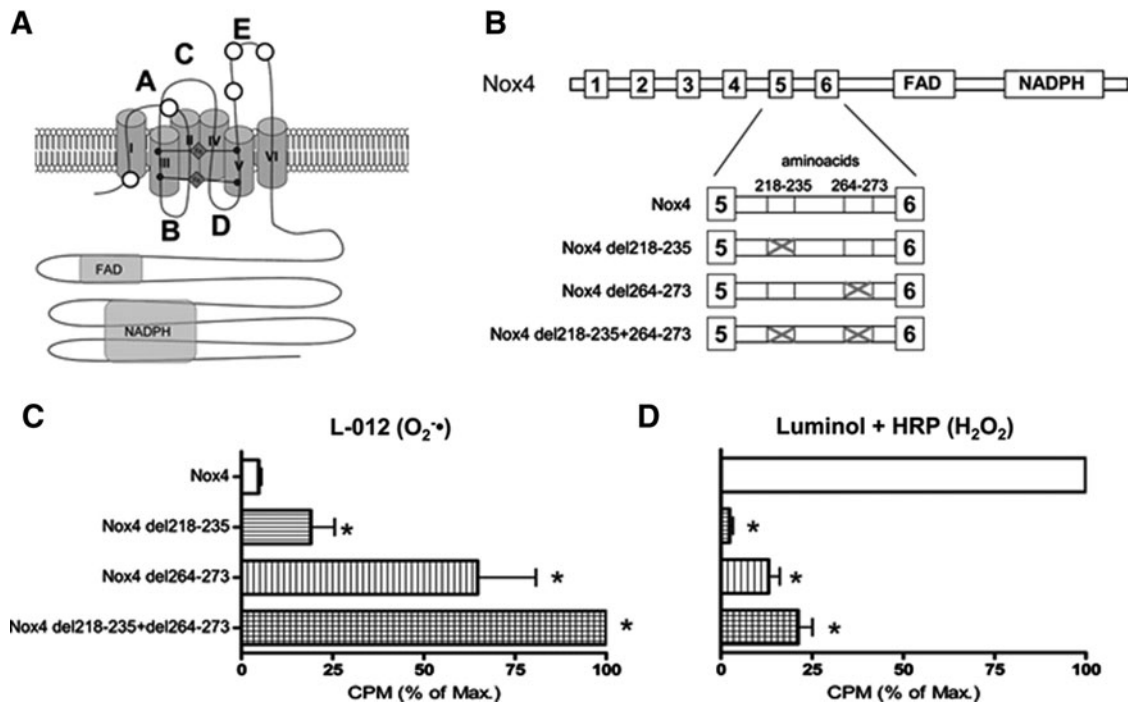 A
E
C
A
I
II
IV
III
V
VI
B
D
FAD
NADPH
B
Nox4
1 2 3 4 5 6 FAD NADPH
aminoacids
218-235 264-273
Nox4 5 6
Nox4 del218-235 5 6
Nox4 del264-273 5 6
Nox4 del218-235+264-273 5 6
C
L-012 (O₂⁻•)
Nox4
Nox4 del218-235 *
Nox4 del264-273 *
Nox4 del218-235+del264-273 *
0 25 50 75 100
CPM (% of Max.)
D
Luminol + HRP (H₂O₂)
*
*
*
0 25 50 75 100
CPM (% of Max.)